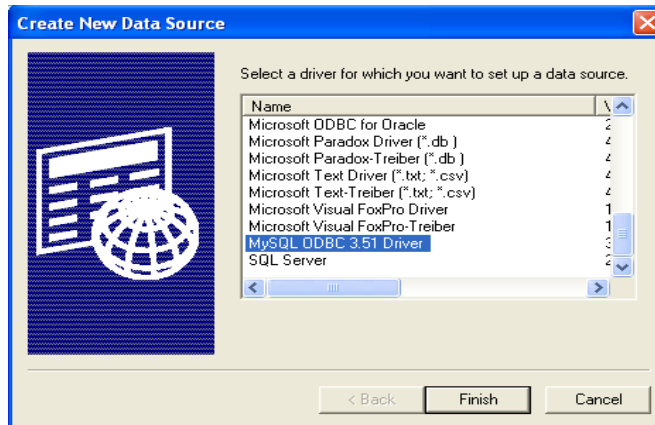 Create New Data Source
Select a driver for which you want to set up a data source.
Name
Microsoft ODBC for Oracle
Microsoft Paradox Driver (*.db )
Microsoft Paradox-Treiber (*.db )
Microsoft Text Driver (*.txt; *.csv)
Microsoft Text-Treiber (*.txt; *.csv)
Microsoft Visual FoxPro Driver
Microsoft Visual FoxPro-Treiber
MySQL ODBC 3.51 Driver
SQL Server
< Back Finish Cancel